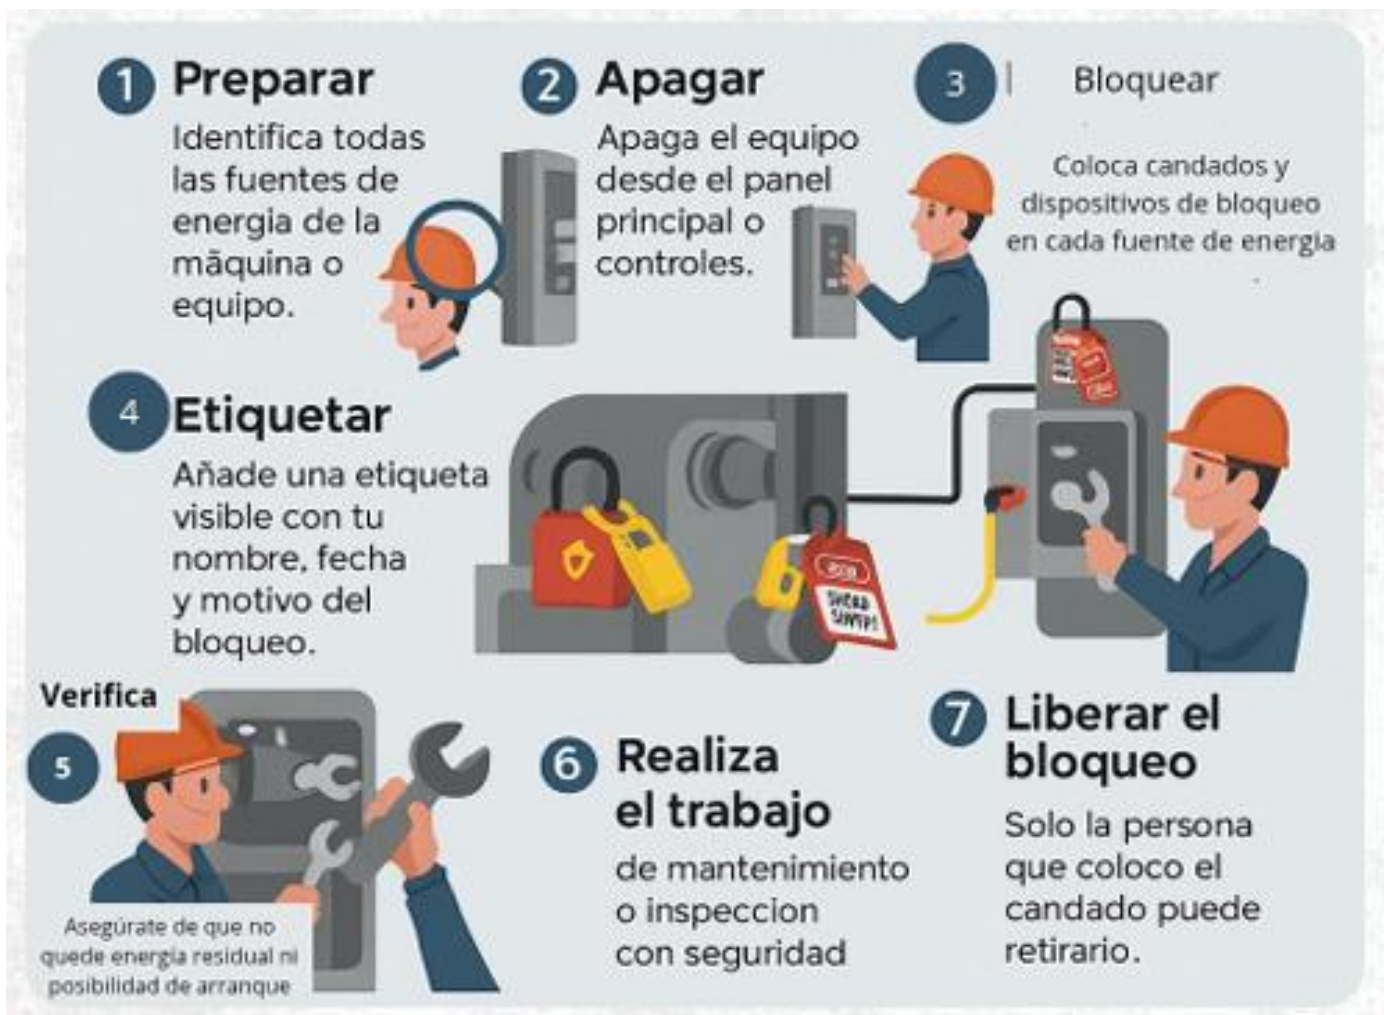 1 Preparar
Identifica todas
las fuentes de
energia de la
mãquina o
equipo.
2 Apagar
Apaga el equipo
desde el panel
principal o
controles.
3 Bloquear
Coloca candados y
dispositivos de bloqueo
en cada fuente de energía
4 Etiquetar
Añade una etiqueta
visible con tu
nombre, fecha
y motivo del
bloqueo.
Verifica
5
Asegúrate de que no
quede energía residual ni
posibilidad de arranque
6 Realiza
el trabajo
de mantenimiento
o inspeccion
con seguridad
7 Liberar el
bloqueo
Solo la persona
que coloco el
candado puede
retirario.